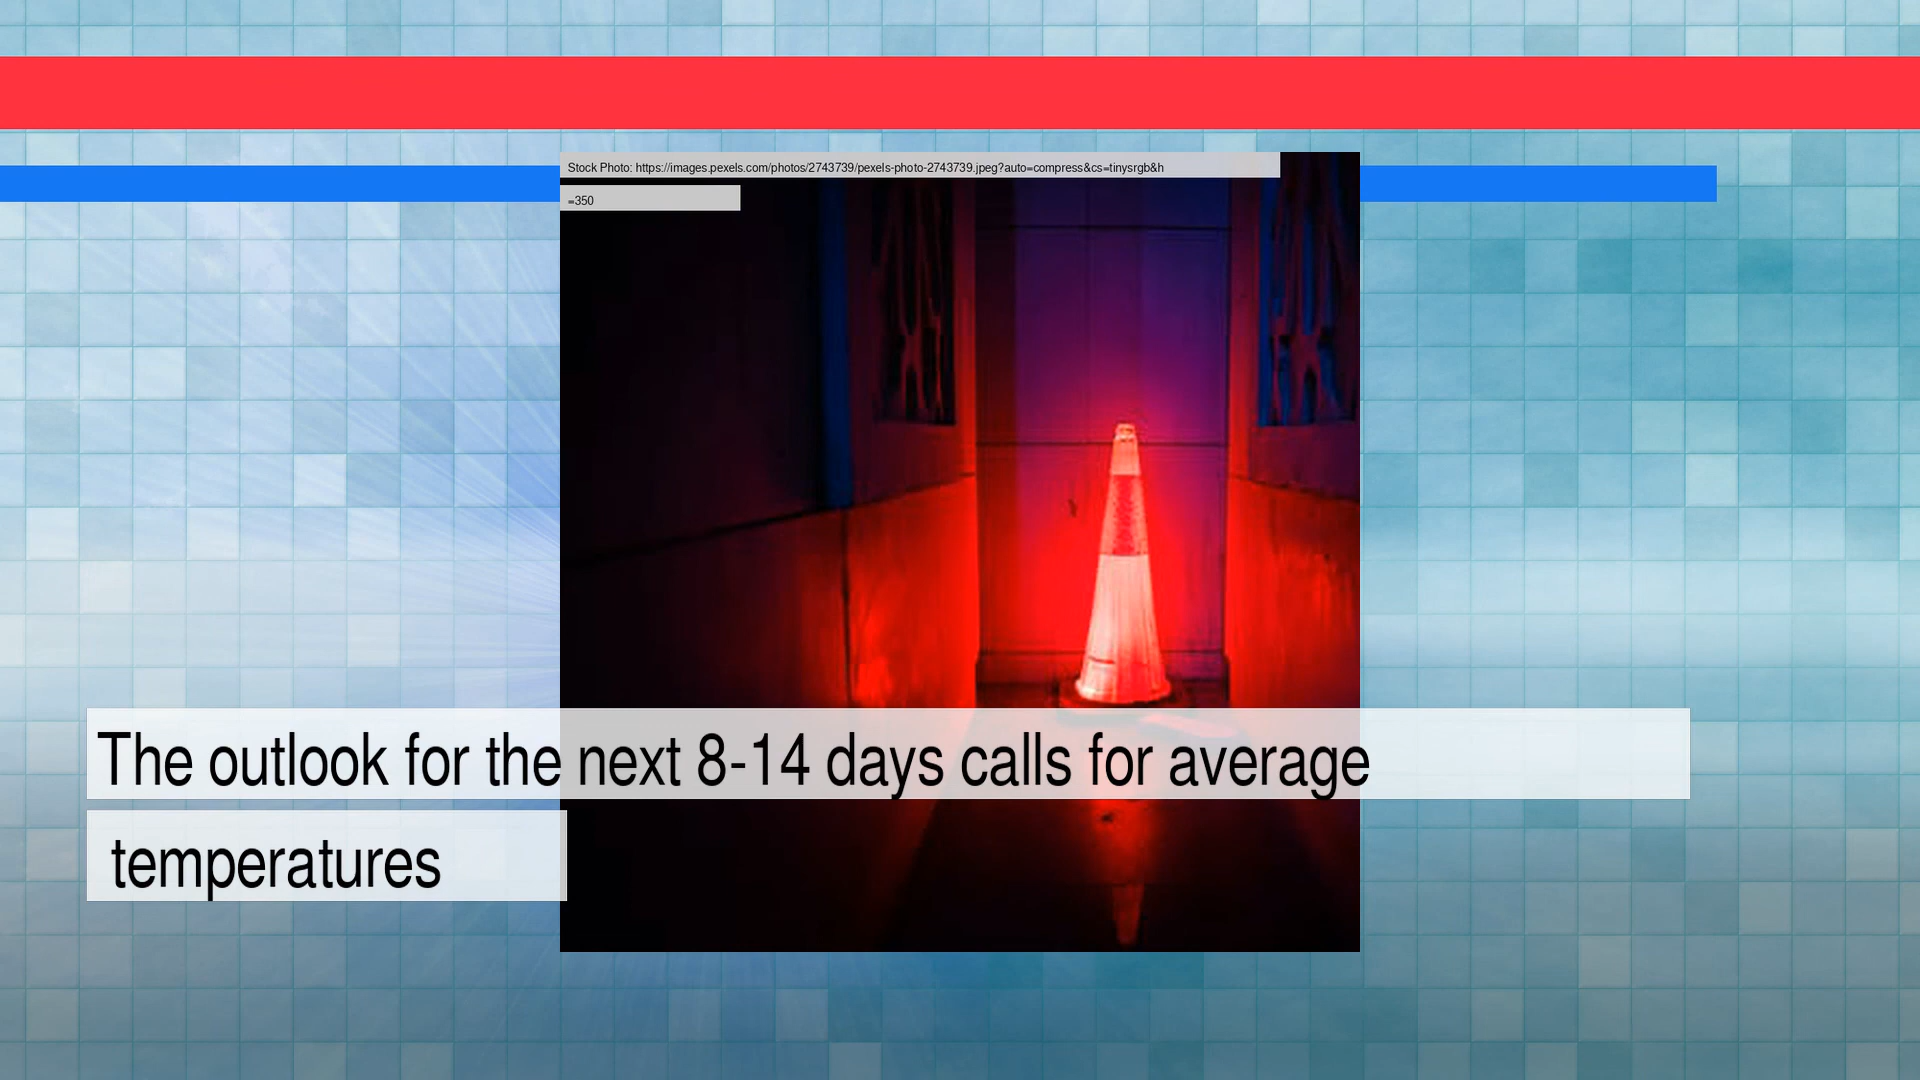 Stock Photo: https://images.pexels.com/photos/2743739/pexels-photo-2743739.jpeg?auto=compress&cs=tinysrgb&h
=350
The outlook for the next 8-14 days calls for average
temperatures